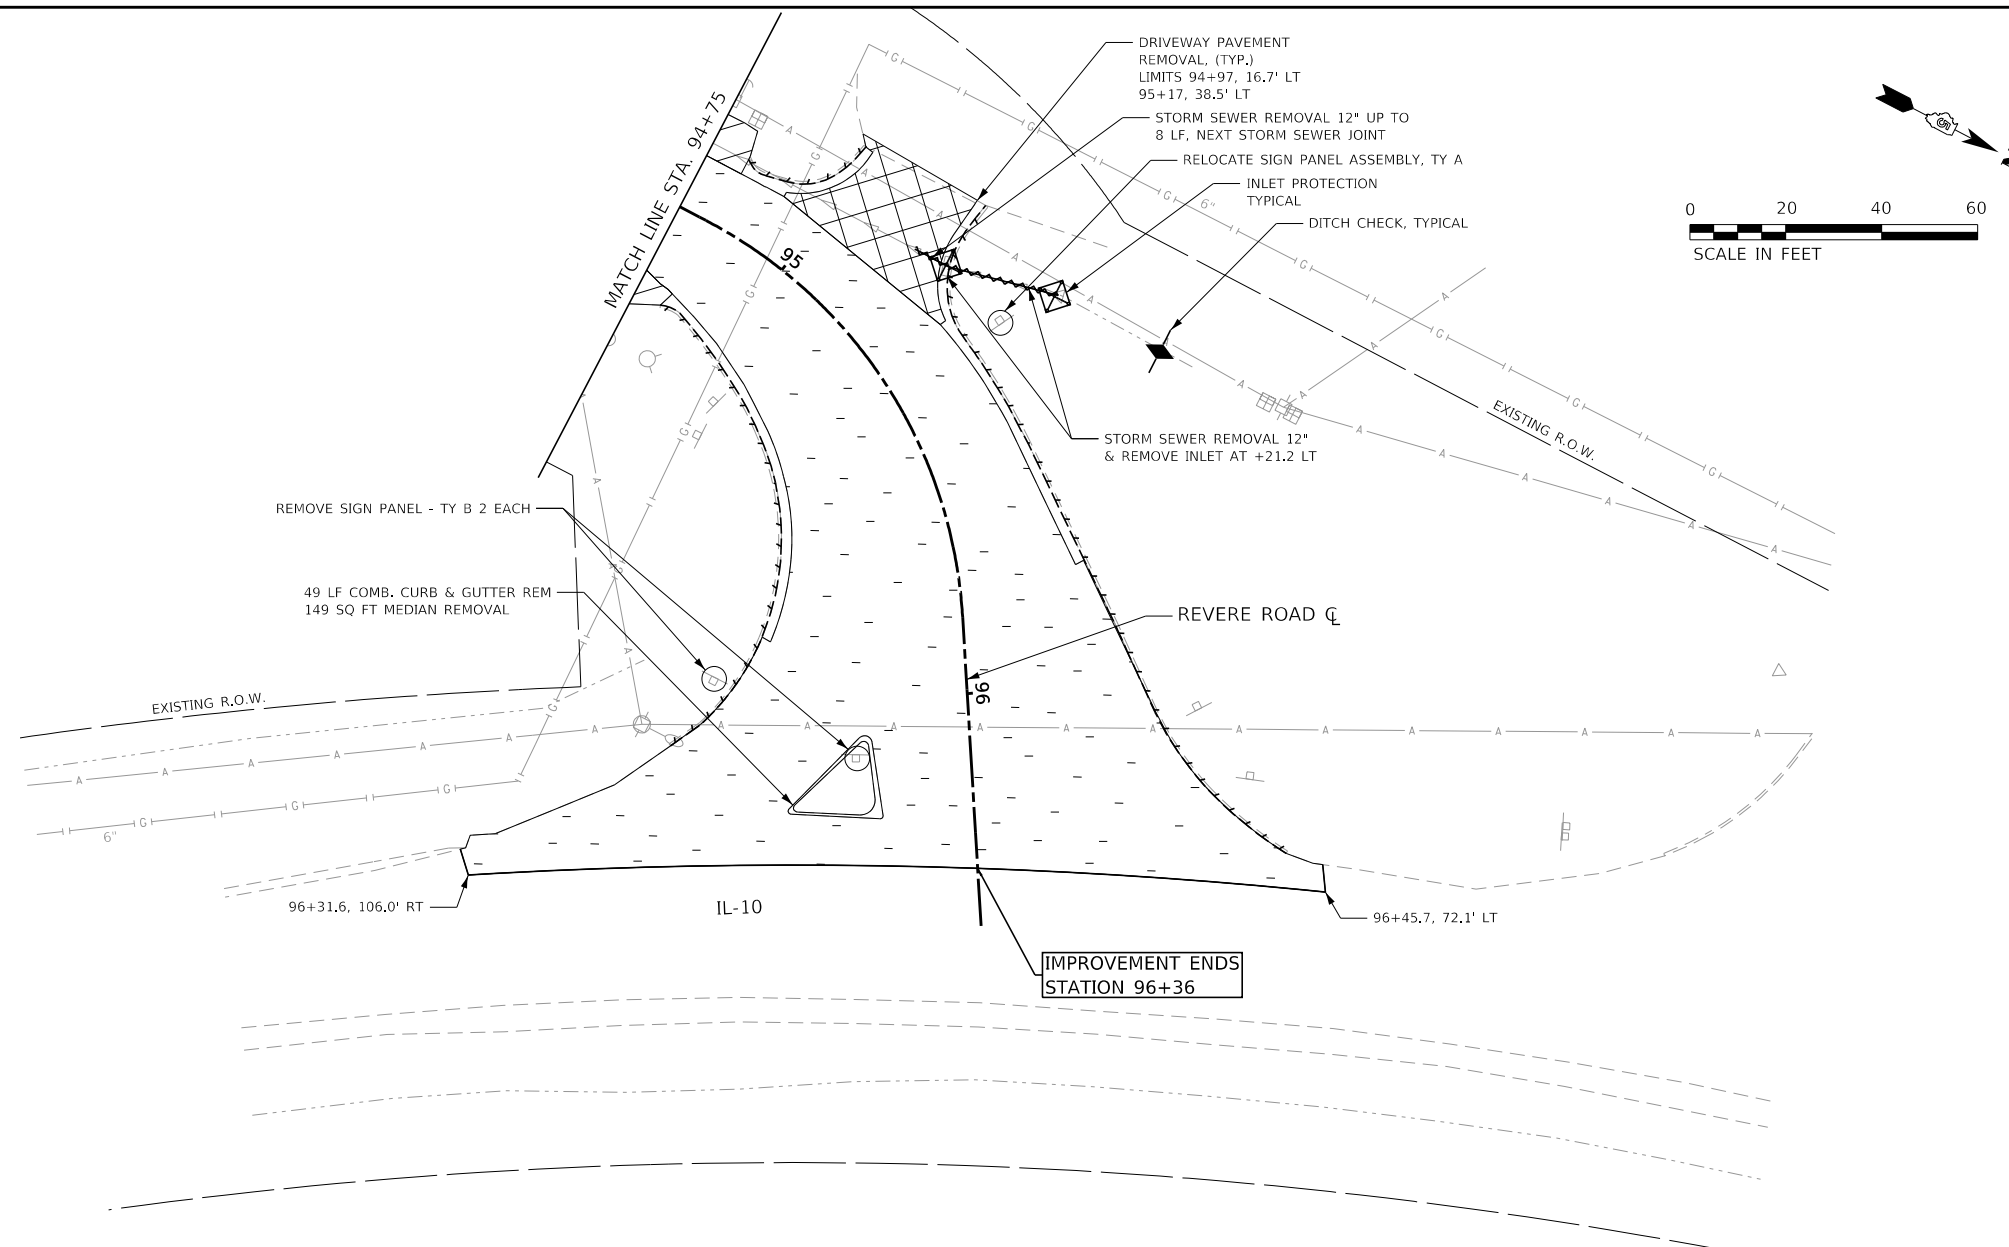 DRIVEWAY PAVEMENT
REMOVAL, (TYP.)
LIMITS 94+97, 16.7' LT
95+17, 38.5' LT
STORM SEWER REMOVAL 12" UP TO
8 LF, NEXT STORM SEWER JOINT
RELOCATE SIGN PANEL ASSEMBLY, TY A
INLET PROTECTION
TYPICAL
DITCH CHECK, TYPICAL
0 20 40 60
SCALE IN FEET
MATCH LINE STA. 94+75
95
6"
EXISTING R.O.W.
STORM SEWER REMOVAL 12"
& REMOVE INLET AT +21.2 LT
REMOVE SIGN PANEL - TY B 2 EACH
49 LF COMB. CURB & GUTTER REM
149 SQ FT MEDIAN REMOVAL
REVERE ROAD ℄
96
EXISTING R.O.W.
6"
96+31.6, 106.0' RT
IL-10
96+45.7, 72.1' LT
IMPROVEMENT ENDS
STATION 96+36